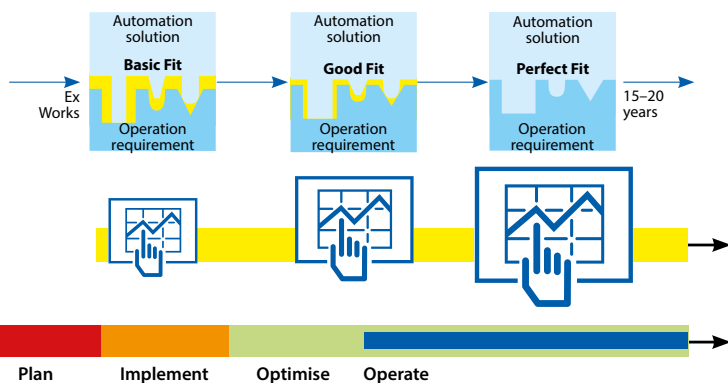 Automation
solution
Basic Fit
Operation
requirement
Automation
solution
Good Fit
Operation
requirement
Automation
solution
Perfect Fit
Operation
requirement
Ex
Works
15–20
years
Plan
Implement
Optimise
Operate